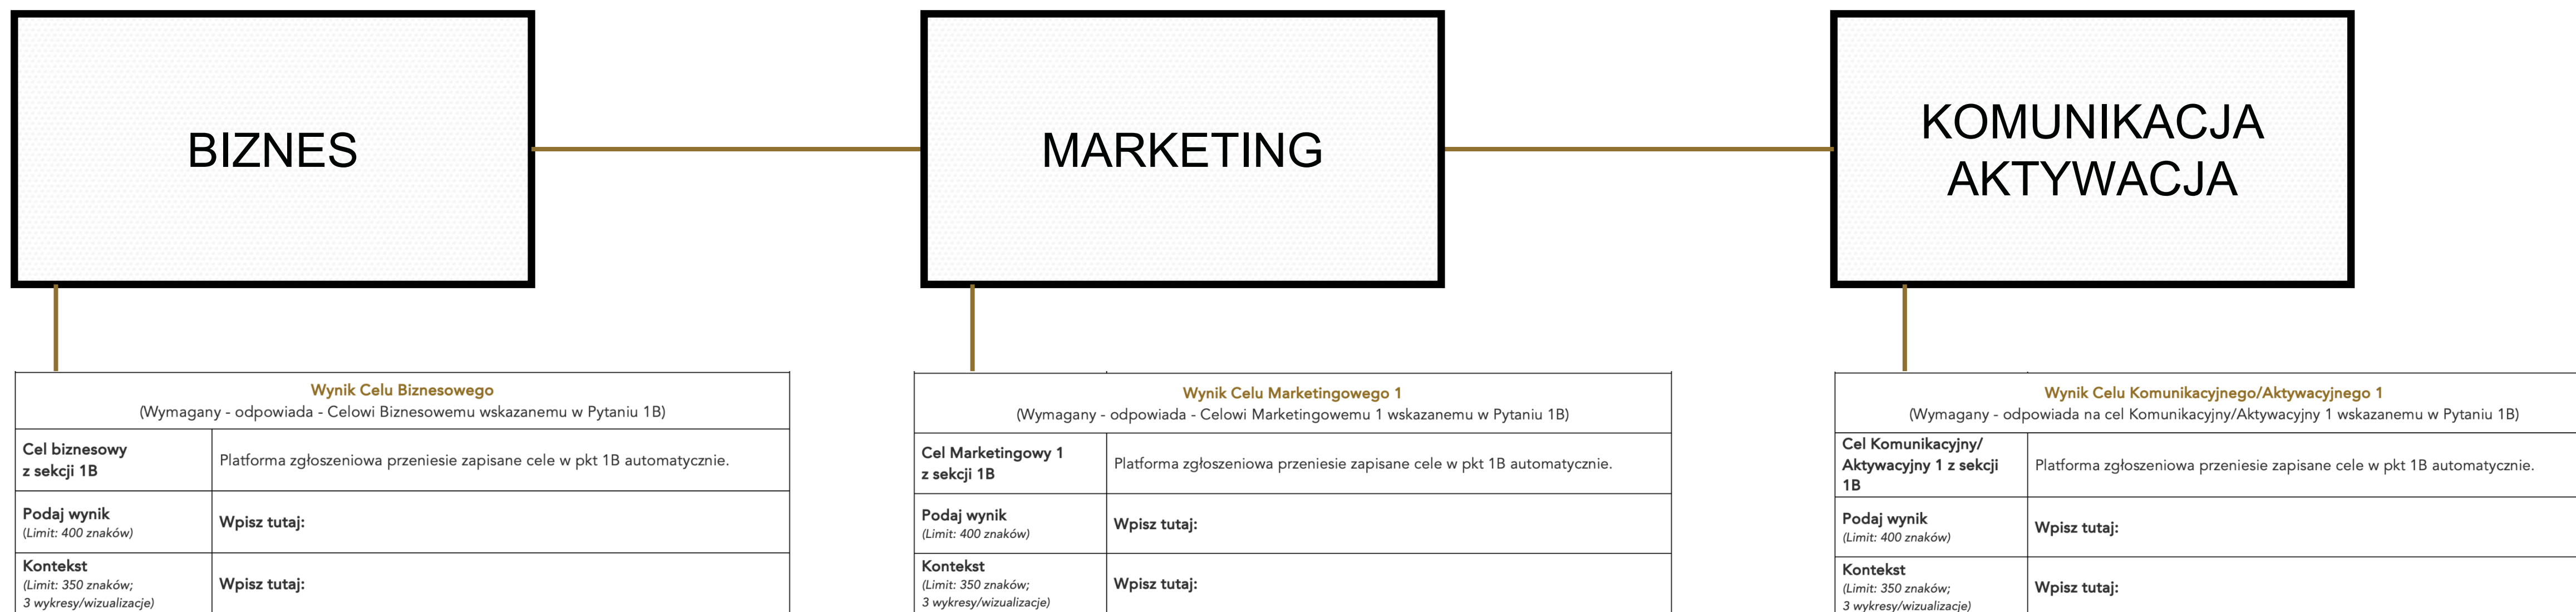 BIZNES
MARKETING
KOMUNIKACJA
AKTYWACJA
Wynik Celu Biznesowego
(Wymagany - odpowiada - Celowi Biznesowemu wskazanemu w Pytaniu 1B)
Cel biznesowy
z sekcji 1B
Platforma zgłoszeniowa przeniesie zapisane cele w pkt 1B automatycznie.
Podaj wynik
(Limit: 400 znaków)
Wpisz tutaj:
Kontekst
(Limit: 350 znaków;
3 wykresy/wizualizacje)
Wpisz tutaj:
Wynik Celu Marketingowego 1
(Wymagany - odpowiada - Celowi Marketingowemu 1 wskazanemu w Pytaniu 1B)
Cel Marketingowy 1
z sekcji 1B
Platforma zgłoszeniowa przeniesie zapisane cele w pkt 1B automatycznie.
Podaj wynik
(Limit: 400 znaków)
Wpisz tutaj:
Kontekst
(Limit: 350 znaków;
3 wykresy/wizualizacje)
Wpisz tutaj:
Wynik Celu Komunikacyjnego/Aktywacyjnego 1
(Wymagany - odpowiada na cel Komunikacyjny/Aktywacyjny 1 wskazanemu w Pytaniu 1B)
Cel Komunikacyjny/
Aktywacyjny 1 z sekcji
1B
Platforma zgłoszeniowa przeniesie zapisane cele w pkt 1B automatycznie.
Podaj wynik
(Limit: 400 znaków)
Wpisz tutaj:
Kontekst
(Limit: 350 znaków;
3 wykresy/wizualizacje)
Wpisz tutaj: